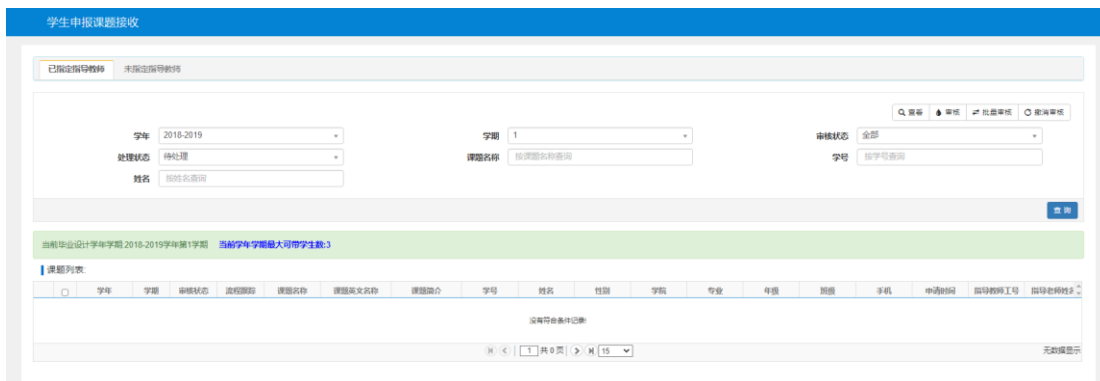 学生申报课题接收
已指定指导教师 未指定指导教师
查看 审核 批量审核 撤消审核
学年 2018-2019 学期 1 审核状态 全部
处理状态 待处理 课题名称 按课题名称查询 学号 按学号查询
姓名 按姓名查询
查 询
当前毕业设计学年学期:2018-2019学年第1学期 当前学年学期最大可带学生数:3
课题列表:
学年 学期 审核状态 流程跟踪 课题名称 课题英文名称 课题简介 学号 姓名 性别 学院 专业 年级 班级 手机 申请时间 指导教师工号 指导老师姓名
没有符合条件记录!
1 共 0 页 15 无数据显示